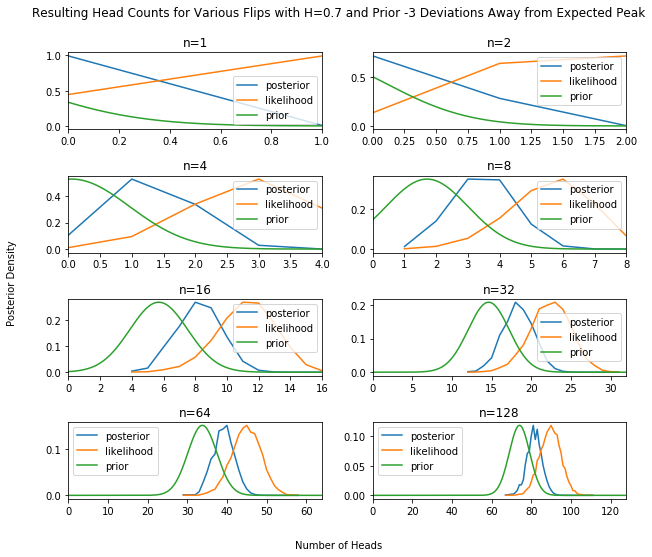 Resulting Head Counts for Various Flips with H=0.7 and Prior -3 Deviations Away from Expected Peak
n=1
1.0
0.5
0.0
posterior
likelihood
prior
0.0 0.2 0.4 0.6 0.8 1.0
n=2
0.5
0.0
posterior
likelihood
prior
0.00 0.25 0.50 0.75 1.00 1.25 1.50 1.75 2.00
n=4
0.4
0.2
0.0
posterior
likelihood
prior
0.0 0.5 1.0 1.5 2.0 2.5 3.0 3.5 4.0
n=8
0.2
0.0
posterior
likelihood
prior
0 1 2 3 4 5 6 7 8
Posterior Density
n=16
0.2
0.1
0.0
posterior
likelihood
prior
0 2 4 6 8 10 12 14 16
n=32
0.2
0.1
0.0
posterior
likelihood
prior
0 5 10 15 20 25 30
n=64
0.1
0.0
posterior
likelihood
prior
0 10 20 30 40 50 60
n=128
0.10
0.05
0.00
posterior
likelihood
prior
0 20 40 60 80 100 120
Number of Heads